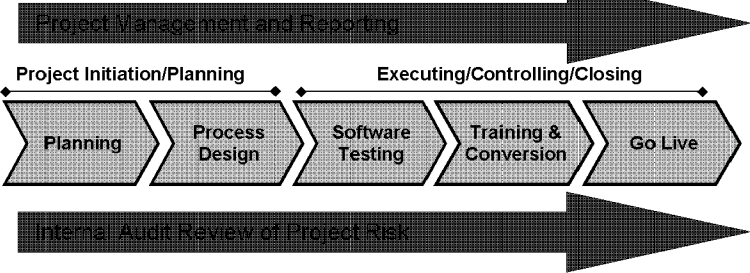 Project Management and Reporting
Project Initiation/Planning
Executing/Controlling/Closing
Planning
Process
Design
Software
Testing
Training &
Conversion
Go Live
Internal Audit Review of Project Risk